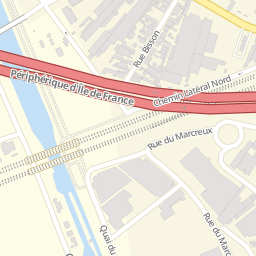 Rue Bisson
Périphérique d'Île de France
Chemin Latéral Nord
Rue du Marcreux
Quai du
Rue du Marc